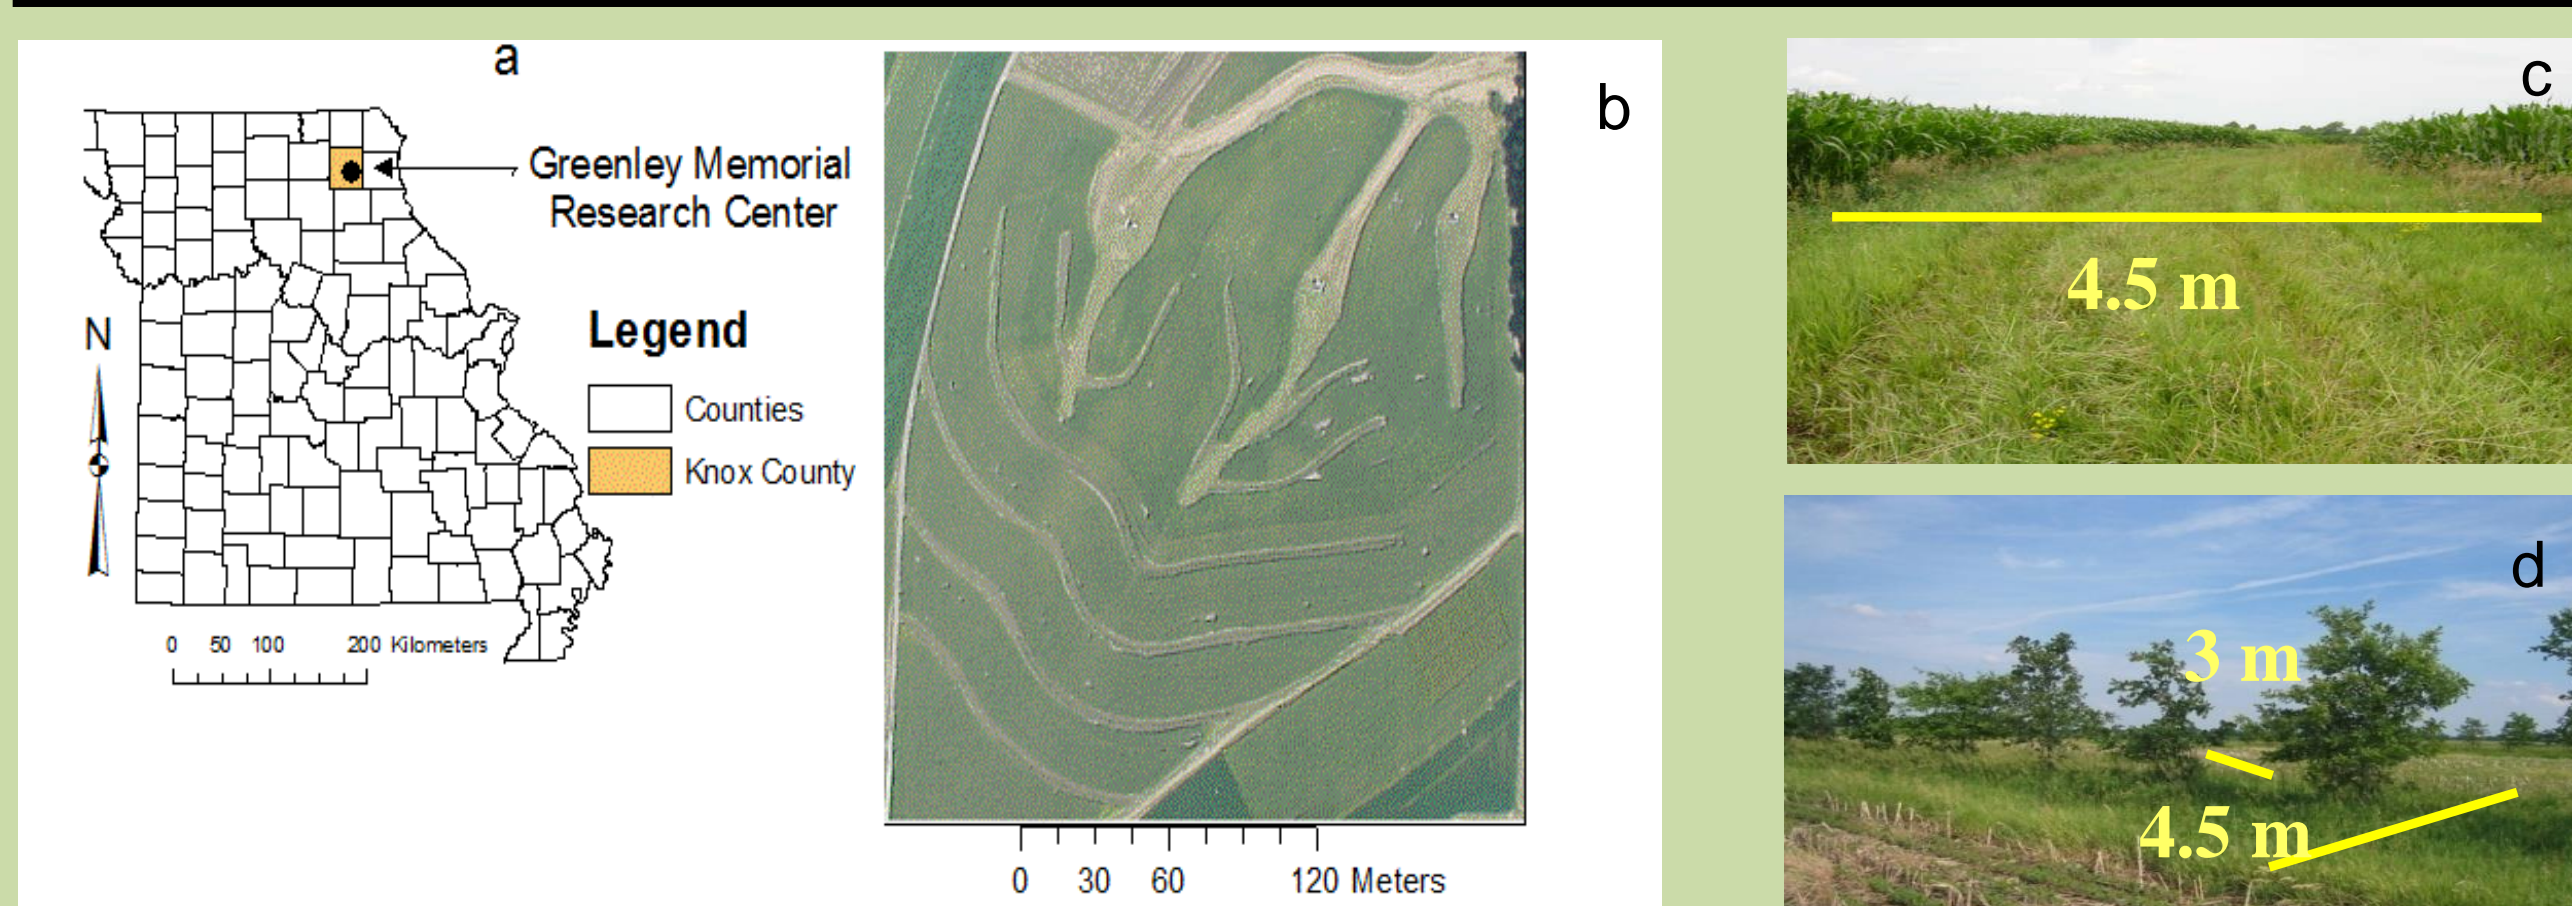 a
Greenley Memorial
Research Center
N
Legend
Counties
Knox County
0 50 100 200 Kilometers
b
0 30 60 120 Meters
c
4.5 m
d
3 m
4.5 m